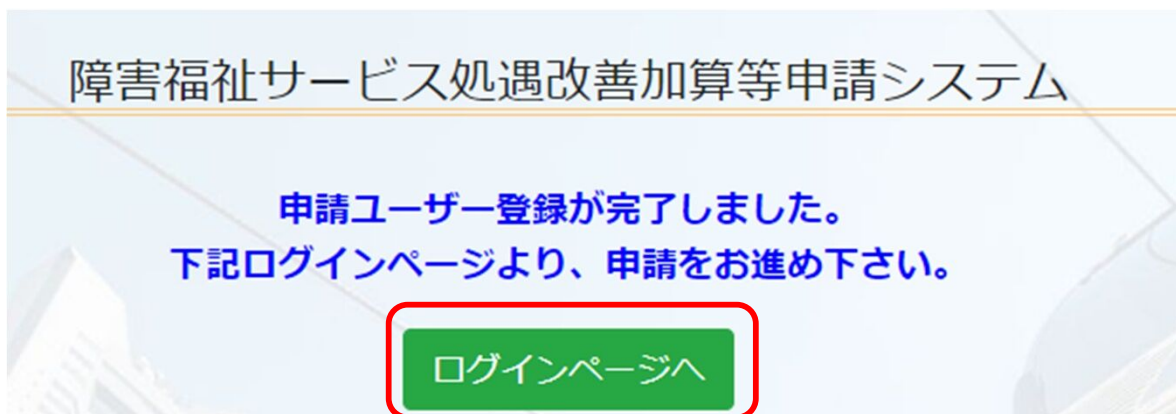 障害福祉サービス処遇改善加算等申請システム
申請ユーザー登録が完了しました。
下記ログインページより、申請をお進め下さい。
ログインページへ